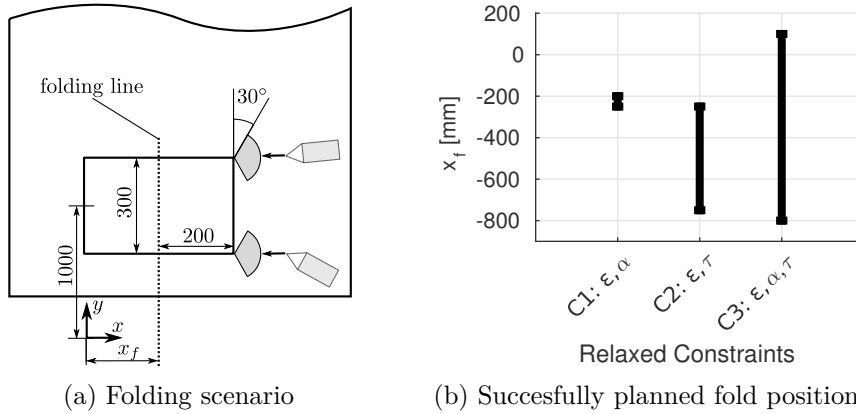 folding line
30°
300
200
1000
y
x
x_f
(a) Folding scenario
200
0
-200
-400
-600
-800
x_f [mm]
C1: ε, α
C2: ε, τ
C3: ε, α, τ
Relaxed Constraints
(b) Succesfully planned fold position